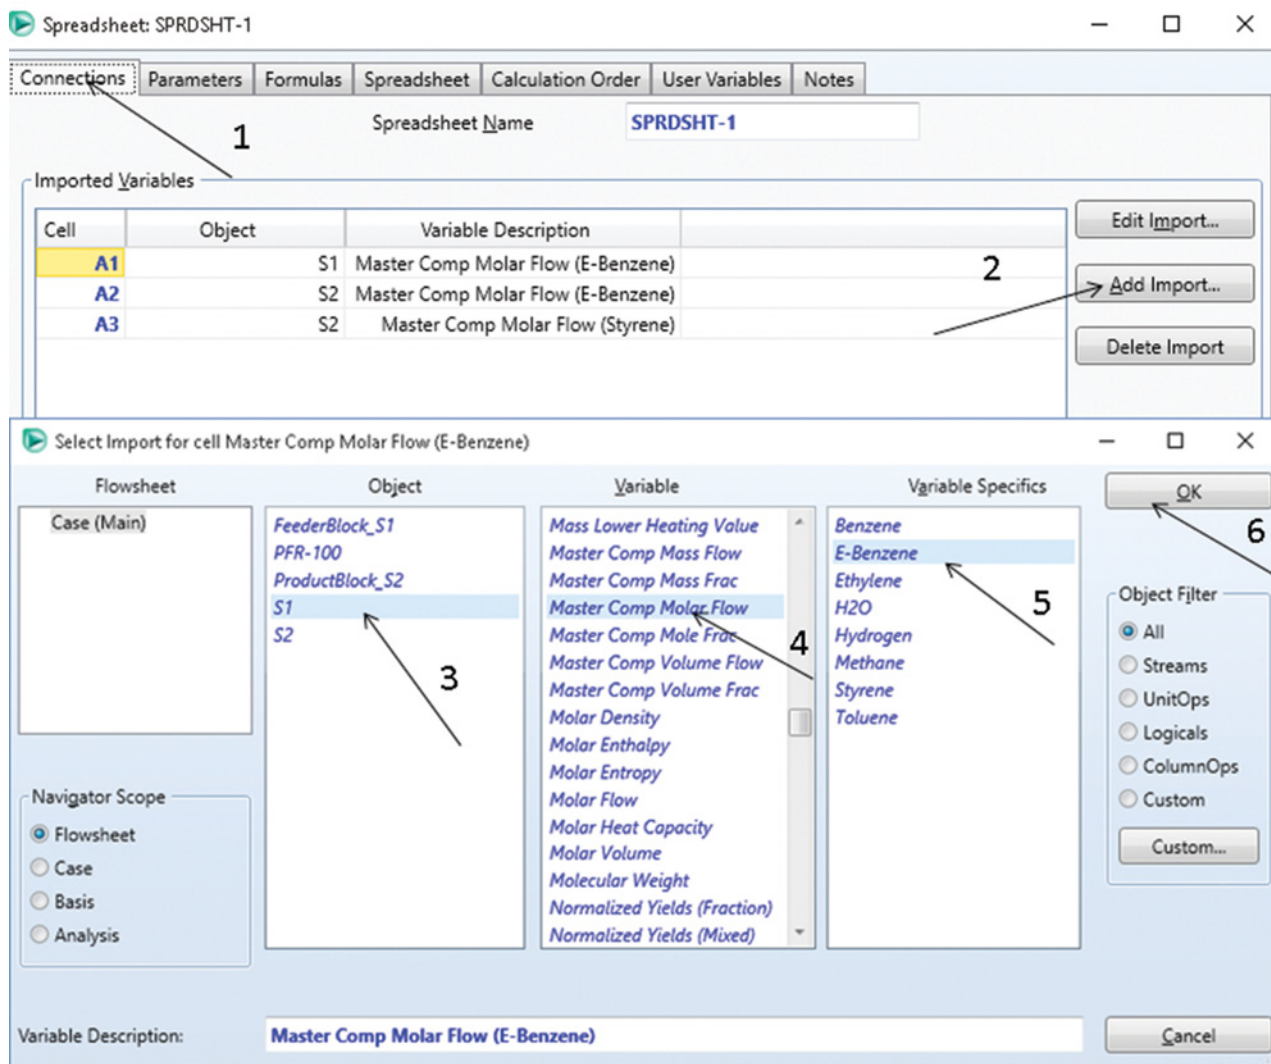 Spreadsheet: SPRDSHT-1
Connections Parameters Formulas Spreadsheet Calculation Order User Variables Notes
1
Spreadsheet Name SPRDSHT-1
Imported Variables
Cell Object Variable Description
Edit Import...
A1 S1 Master Comp Molar Flow (E-Benzene)
2
A2 S2 Master Comp Molar Flow (E-Benzene)
Add Import...
A3 S2 Master Comp Molar Flow (Styrene)
Delete Import
Select Import for cell Master Comp Molar Flow (E-Benzene)
Flowsheet
Case (Main)
Navigator Scope
Flowsheet
Case
Basis
Analysis
Object
FeederBlock_S1
PFR-100
ProductBlock_S2
S1
S2
3
Variable
Mass Lower Heating Value
Master Comp Mass Flow
Master Comp Mass Frac
Master Comp Molar Flow
Master Comp Mole Frac
Master Comp Volume Flow
Master Comp Volume Frac
Molar Density
Molar Enthalpy
Molar Entropy
Molar Flow
Molar Heat Capacity
Molar Volume
Molecular Weight
Normalized Yields (Fraction)
Normalized Yields (Mixed)
4
Variable Specifics
Benzene
E-Benzene
Ethylene
H2O
Hydrogen
Methane
Styrene
Toluene
5
OK
6
Object Filter
All
Streams
UnitOps
Logicals
ColumnOps
Custom
Custom...
Variable Description: Master Comp Molar Flow (E-Benzene)
Cancel